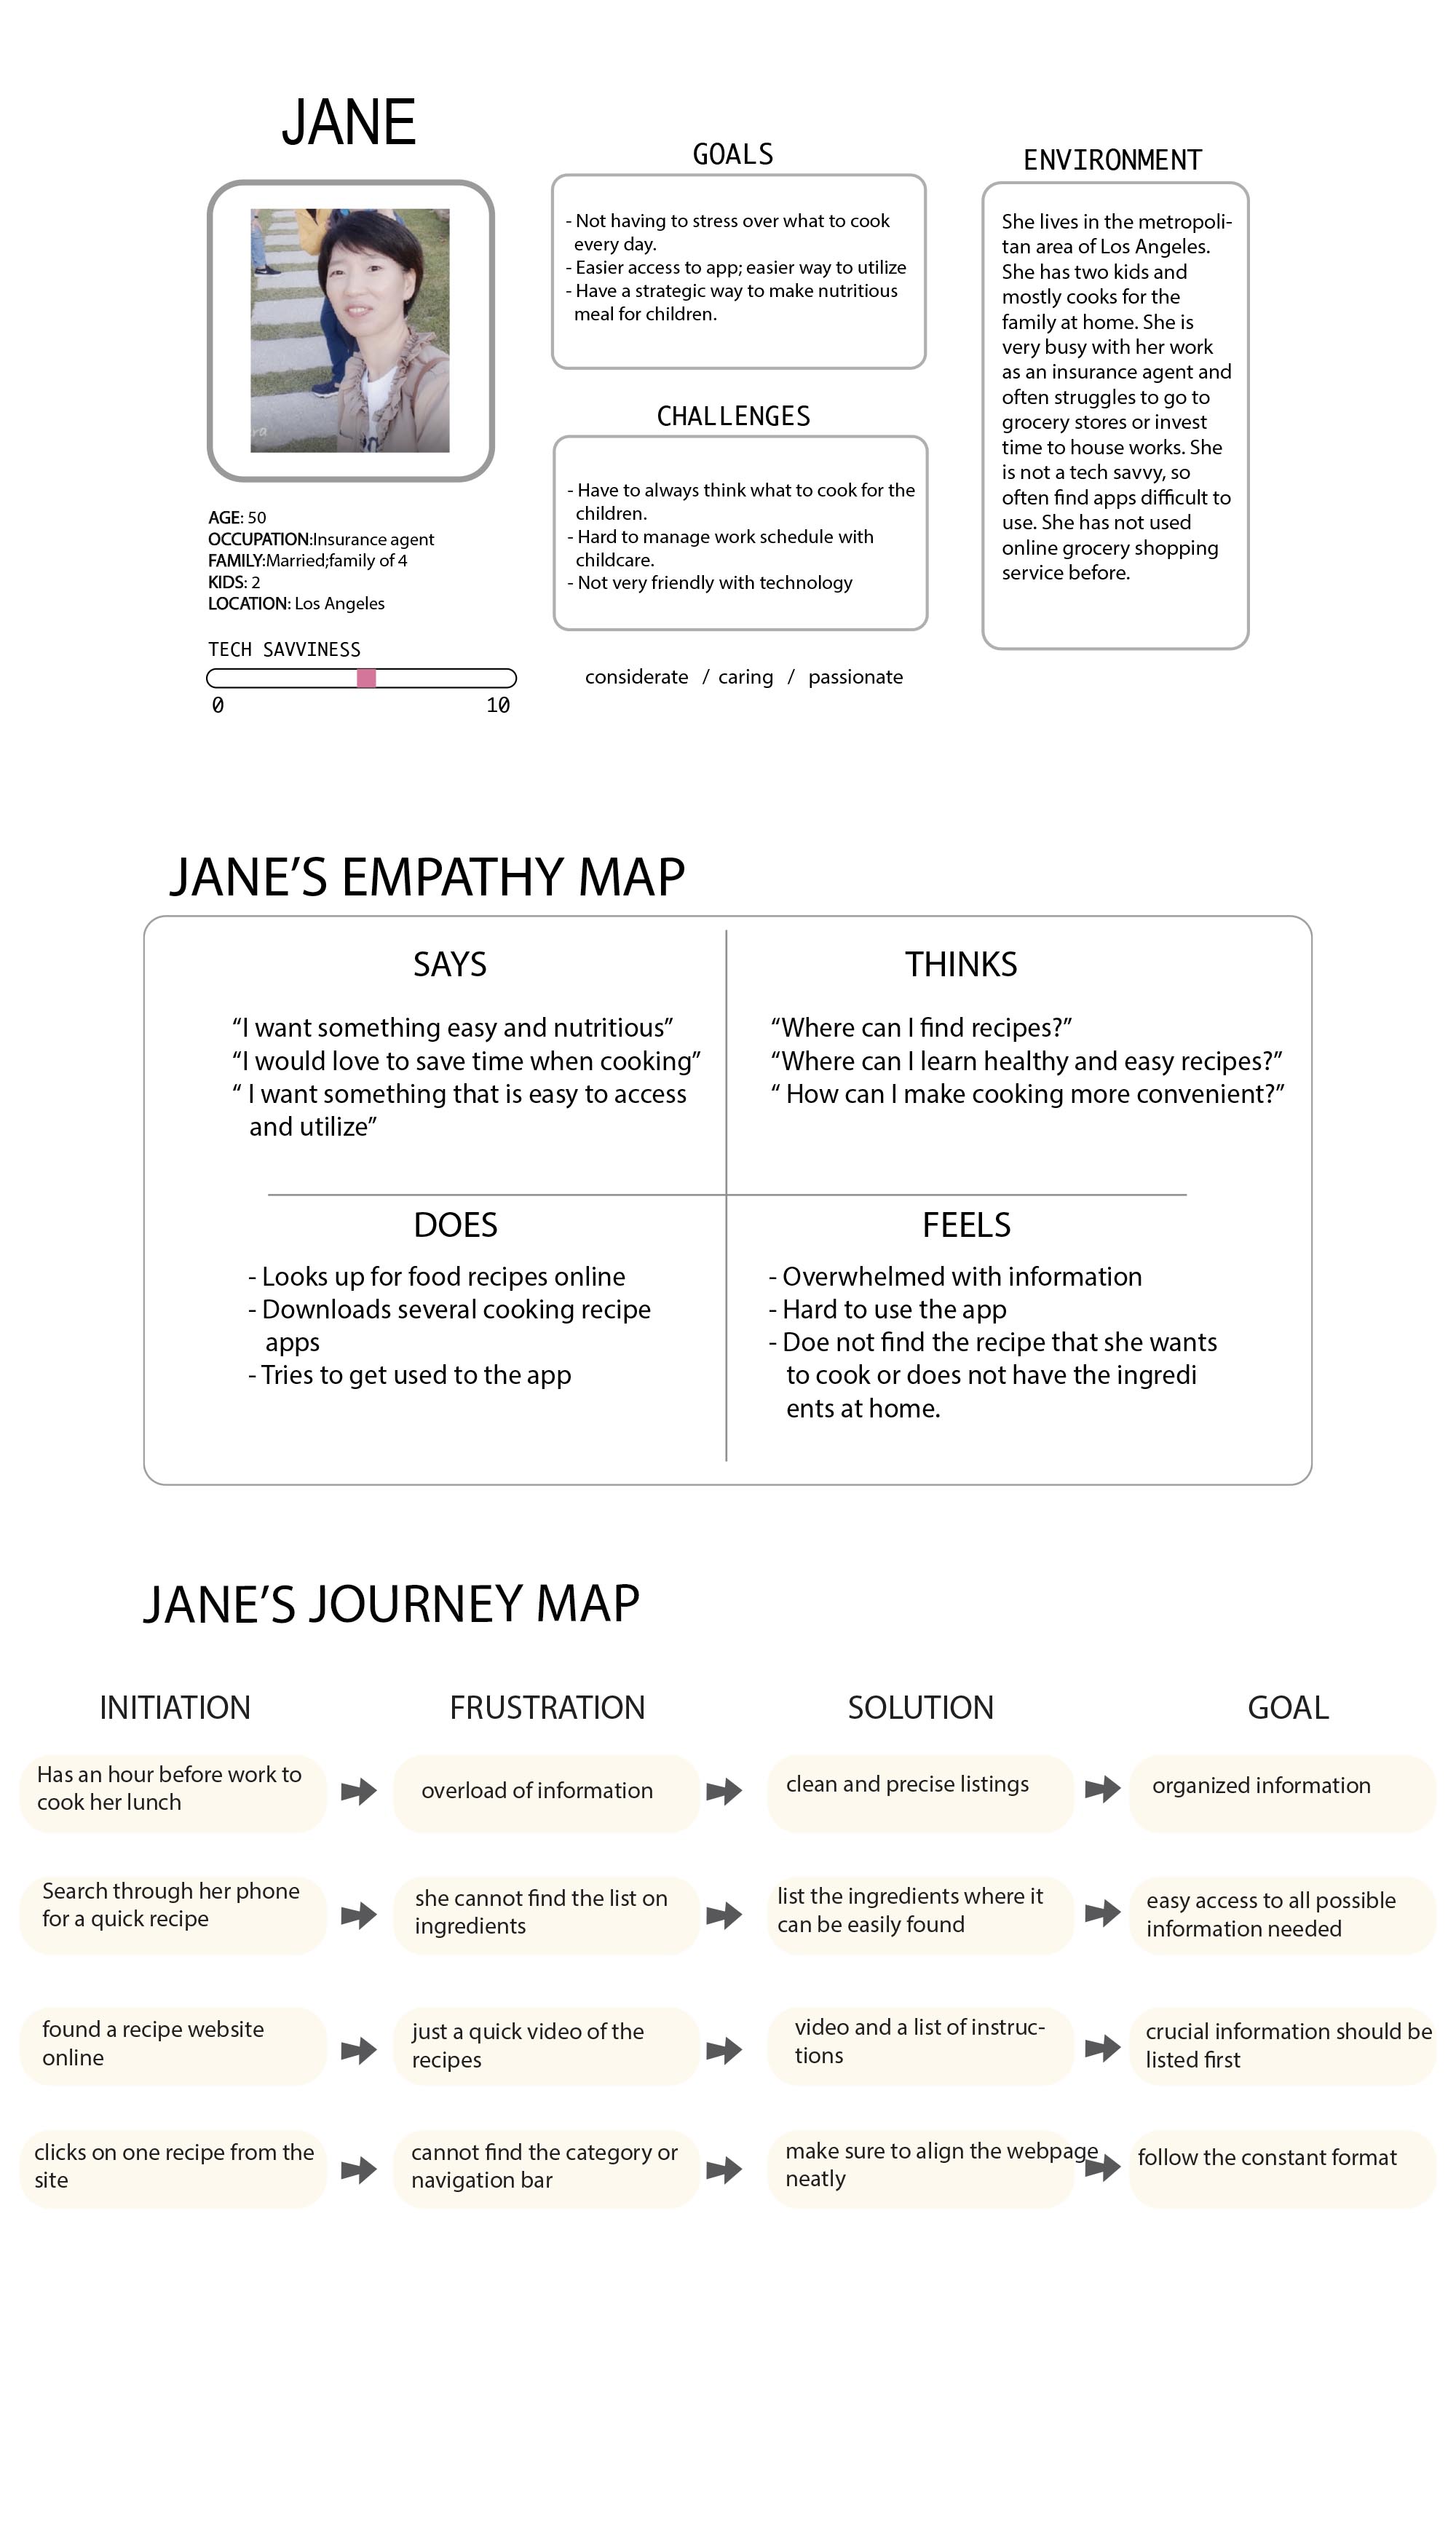 JANE
AGE: 50
OCCUPATION:Insurance agent
FAMILY:Married;family of 4
KIDS: 2
LOCATION: Los Angeles
TECH SAVVINESS
0 10
GOALS
- Not having to stress over what to cook
every day.
- Easier access to app; easier way to utilize
- Have a strategic way to make nutritious
meal for children.
CHALLENGES
- Have to always think what to cook for the
children.
- Hard to manage work schedule with
childcare.
- Not very friendly with technology
considerate / caring / passionate
ENVIRONMENT
She lives in the metropoli-
tan area of Los Angeles.
She has two kids and
mostly cooks for the
family at home. She is
very busy with her work
as an insurance agent and
often struggles to go to
grocery stores or invest
time to house works. She
is not a tech savvy, so
often find apps difficult to
use. She has not used
online grocery shopping
service before.
JANE’S EMPATHY MAP
SAYS
“I want something easy and nutritious”
“I would love to save time when cooking”
“ I want something that is easy to access
and utilize”
THINKS
“Where can I find recipes?”
“Where can I learn healthy and easy recipes?”
“ How can I make cooking more convenient?”
DOES
- Looks up for food recipes online
- Downloads several cooking recipe
apps
- Tries to get used to the app
FEELS
- Overwhelmed with information
- Hard to use the app
- Doe not find the recipe that she wants
to cook or does not have the ingredi
ents at home.
JANE’S JOURNEY MAP
INITIATION
FRUSTRATION
SOLUTION
GOAL
Has an hour before work to
cook her lunch
overload of information
clean and precise listings
organized information
Search through her phone
for a quick recipe
she cannot find the list on
ingredients
list the ingredients where it
can be easily found
easy access to all possible
information needed
found a recipe website
online
just a quick video of the
recipes
video and a list of instruc-
tions
crucial information should be
listed first
clicks on one recipe from the
site
cannot find the category or
navigation bar
make sure to align the webpage
neatly
follow the constant format